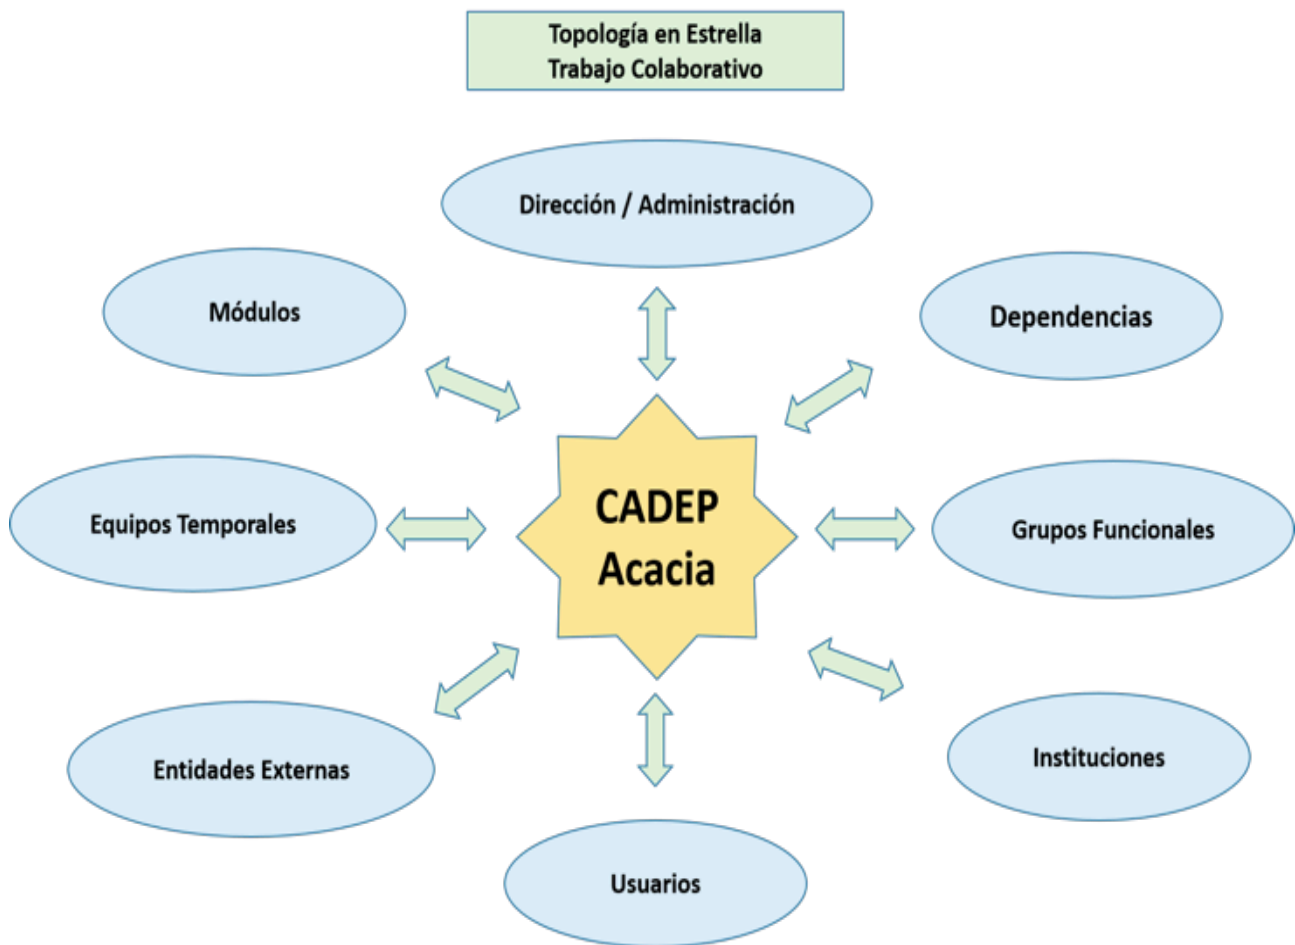 Topología en Estrella
Trabajo Colaborativo
Dirección / Administración
Módulos
Dependencias
CADEP
Acacia
Equipos Temporales
Grupos Funcionales
Entidades Externas
Instituciones
Usuarios